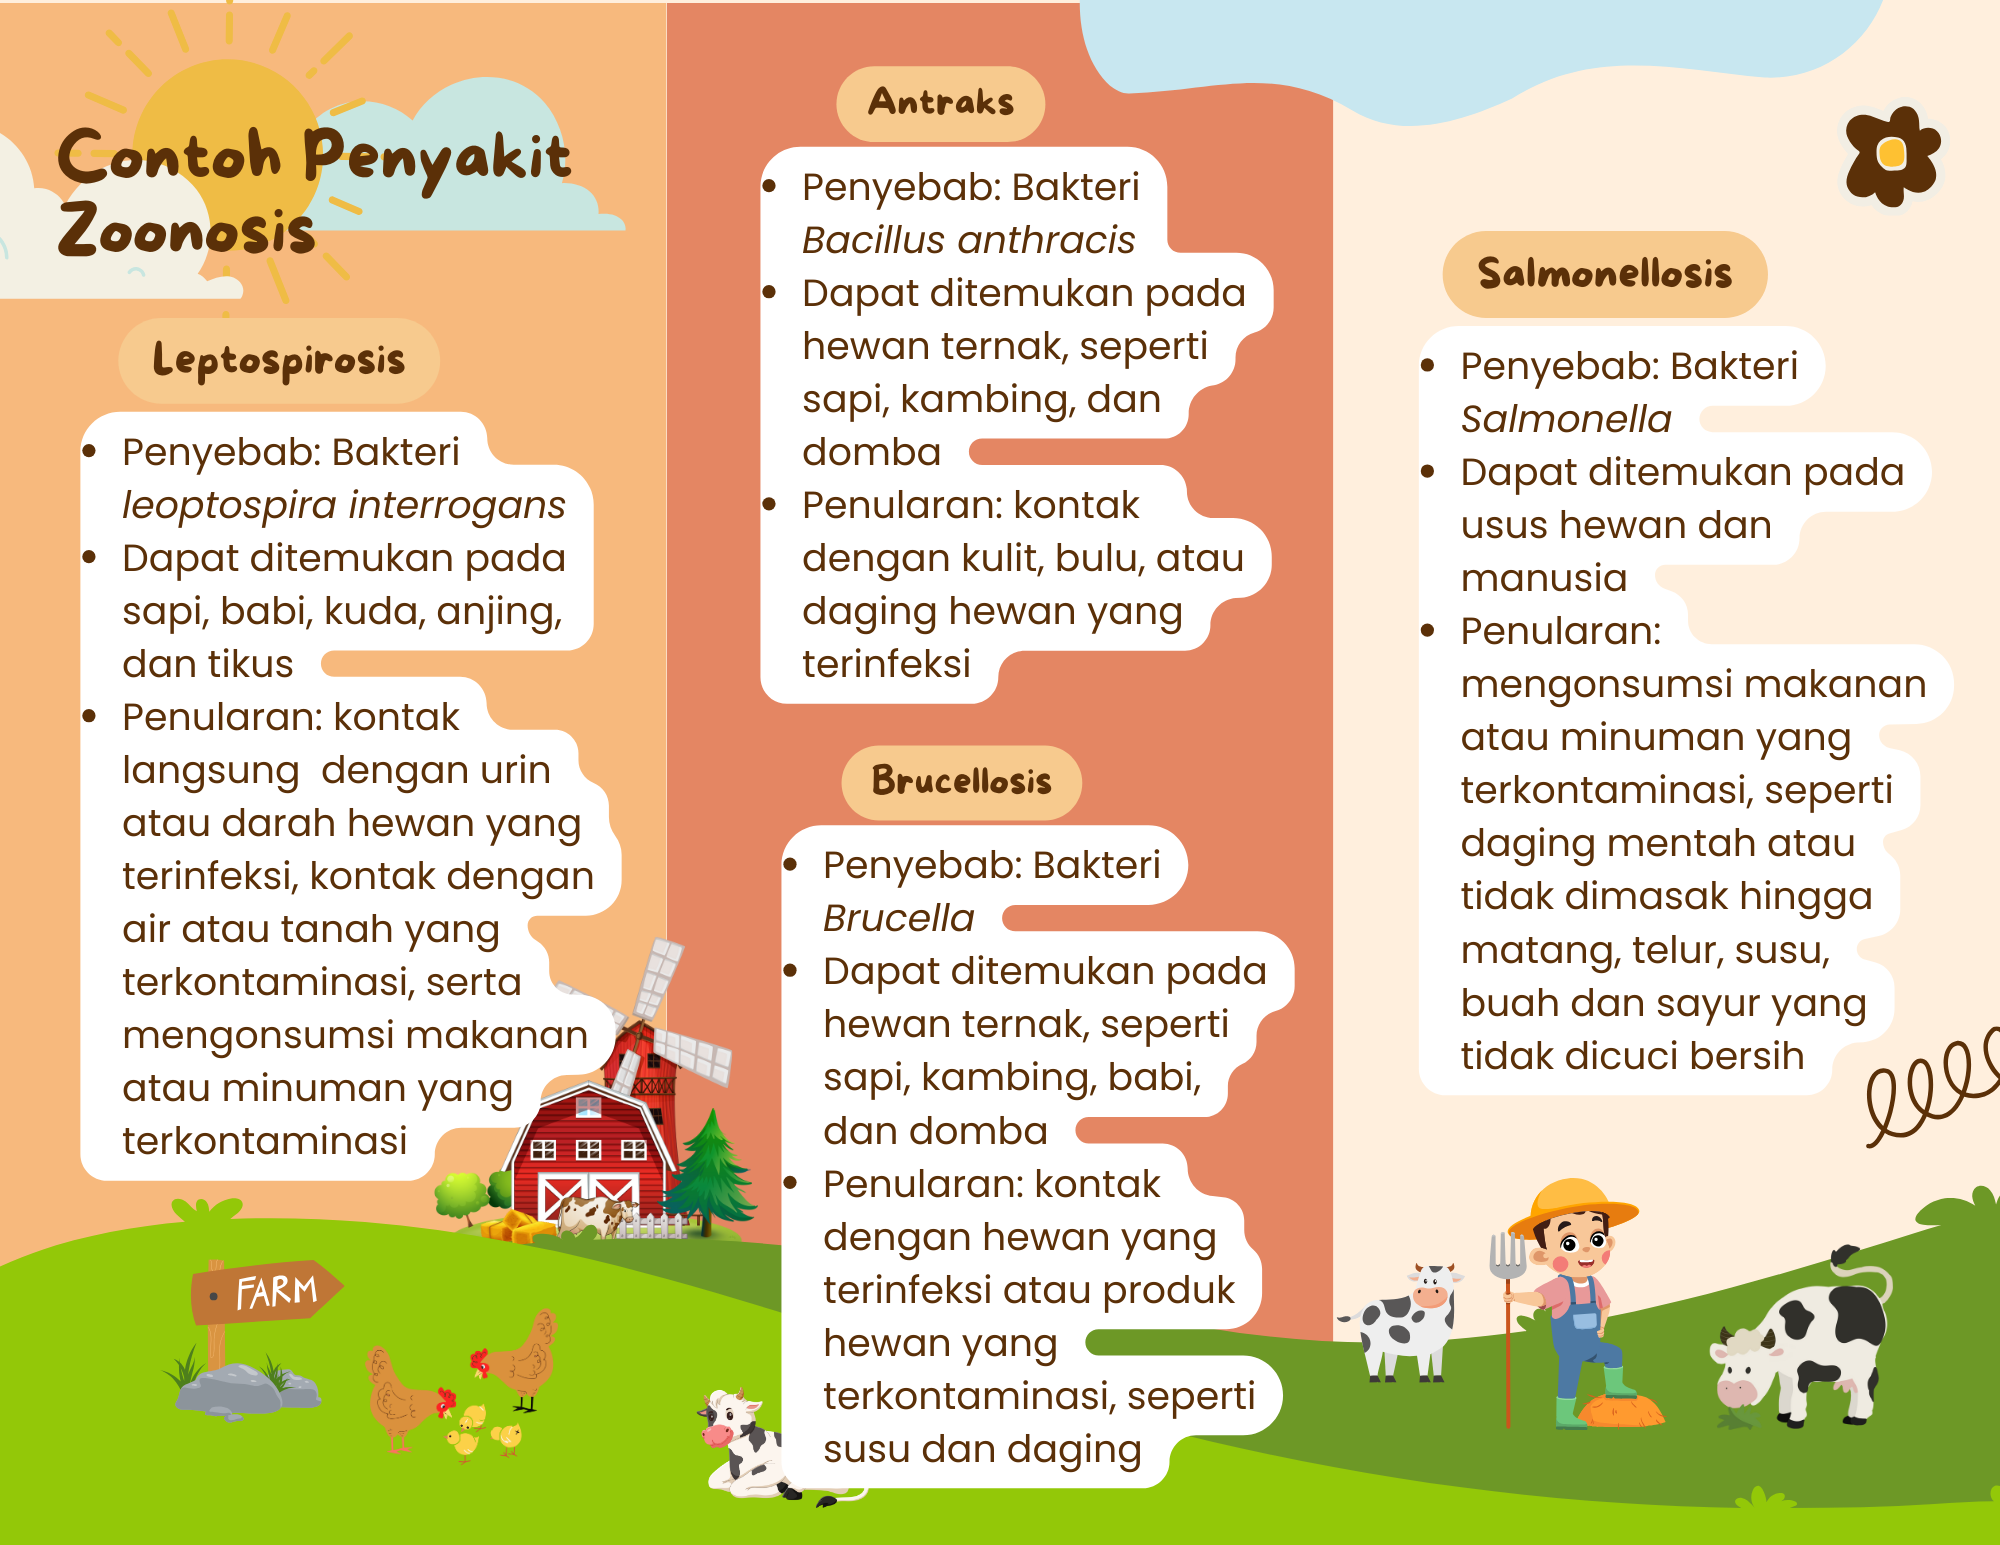 Contoh Penyakit
Zoonosis
Leptospirosis
• Penyebab: Bakteri
leoptospira interrogans
• Dapat ditemukan pada
sapi, babi, kuda, anjing,
dan tikus
• Penularan: kontak
langsung  dengan urin
atau darah hewan yang
terinfeksi, kontak dengan
air atau tanah yang
terkontaminasi, serta
mengonsumsi makanan
atau minuman yang
terkontaminasi
FARM
Antraks
• Penyebab: Bakteri
Bacillus anthracis
• Dapat ditemukan pada
hewan ternak, seperti
sapi, kambing, dan
domba
• Penularan: kontak
dengan kulit, bulu, atau
daging hewan yang
terinfeksi
Brucellosis
• Penyebab: Bakteri
Brucella
• Dapat ditemukan pada
hewan ternak, seperti
sapi, kambing, babi,
dan domba
• Penularan: kontak
dengan hewan yang
terinfeksi atau produk
hewan yang
terkontaminasi, seperti
susu dan daging
Salmonellosis
• Penyebab: Bakteri
Salmonella
• Dapat ditemukan pada
usus hewan dan
manusia
• Penularan:
mengonsumsi makanan
atau minuman yang
terkontaminasi, seperti
daging mentah atau
tidak dimasak hingga
matang, telur, susu,
buah dan sayur yang
tidak dicuci bersih